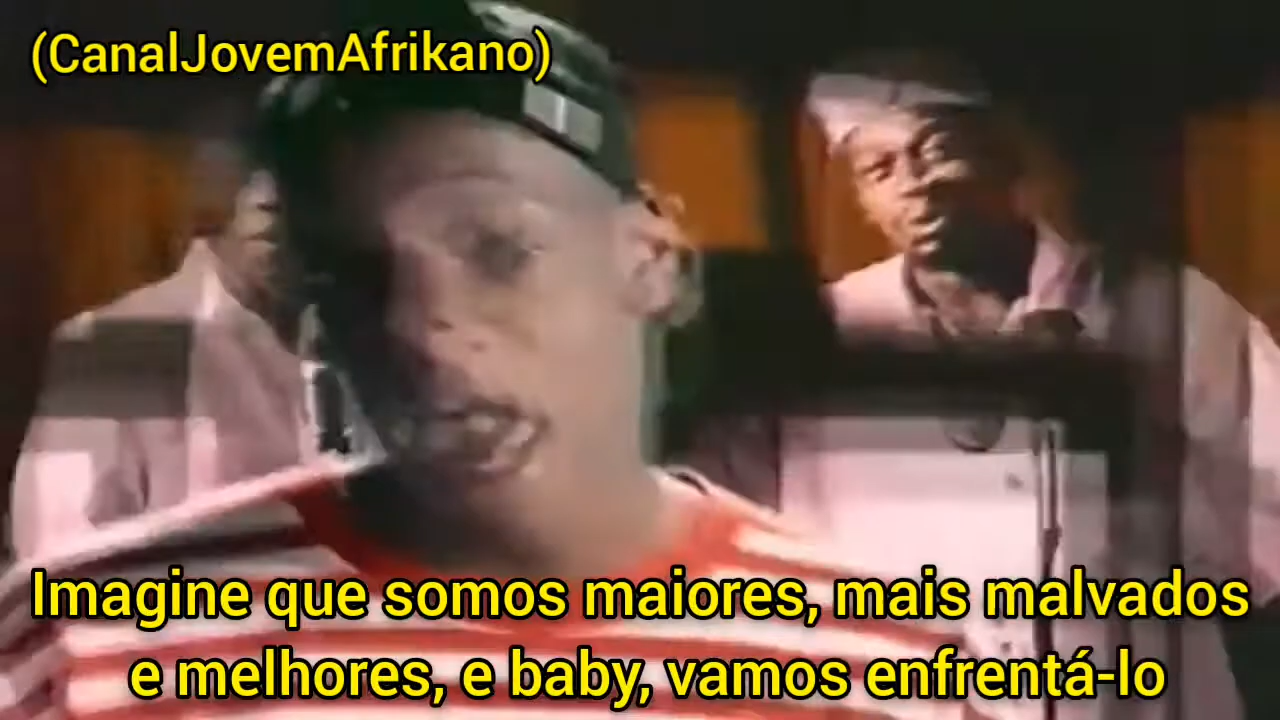 (CanalJovemAfrikano)
Imagine que somos maiores, mais malvados
e melhores, e baby, vamos enfrentá-lo